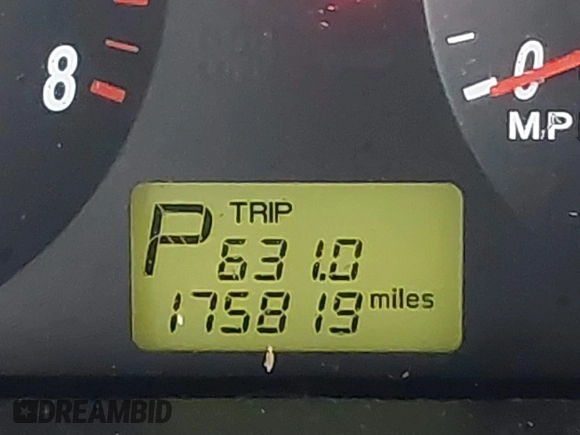 8
0
MP
TRIP
P 631.0
175819 miles
DREAMBID